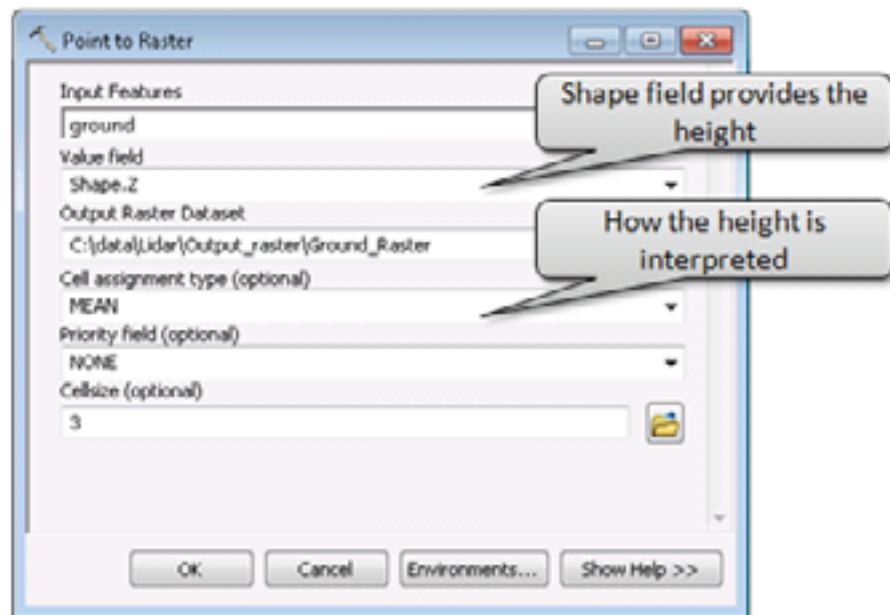 Point to Raster
Input Features
Shape field provides the
height
ground
Value field
Shape.Z
Output Raster Dataset
How the height is
interpreted
C:\data\Lidar\Output_raster\Ground_Raster
Cell assignment type (optional)
MEAN
Priority field (optional)
NONE
Cellsize (optional)
3
OK
Cancel
Environments...
Show Help >>